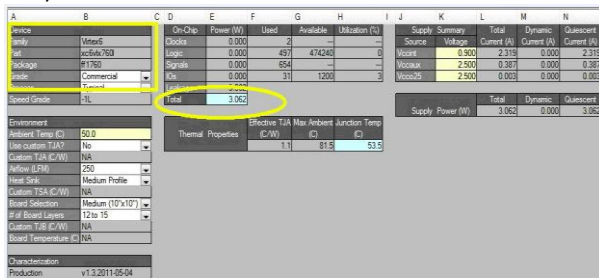 A B C D E F G H I J K L M N
Device On-Chip Power (W) Used Available Utilization (%) Supply Summary Total Dynamic Quiescent
Family Virtex6 Clocks 0.000 2 --- --- Source Voltage Current (A) Current (A) Current (A)
Part xc6vlx760l Logic 0.000 497 474240 0 Vccint 0.900 2.319 0.000 2.319
Package ff1760 Signals 0.000 654 --- --- Vccaux 2.500 0.387 0.000 0.387
Grade Commercial IOs 0.000 31 1200 3 Vcco25 2.500 0.003 0.000 0.003
Process Typical Leakage
Speed Grade -1L Total 3.062 Total Dynamic Quiescent
Supply Power (W) 3.062 0.000 3.062
Environment Effective TJA Max Ambient Junction Temp
Ambient Temp (C) 50.0 Thermal Properties (C/W) (C) (C)
Use custom TJA? No 1.1 81.5 53.5
Custom TJA (C/W) NA
Airflow (LFM) 250
Heat Sink Medium Profile
Custom TSA (C/W) NA
Board Selection Medium (10"x10")
# of Board Layers 12 to 15
Custom TJB (C/W) NA
Board Temperature (C) NA
Characterization
Production v1.3,2011-05-04